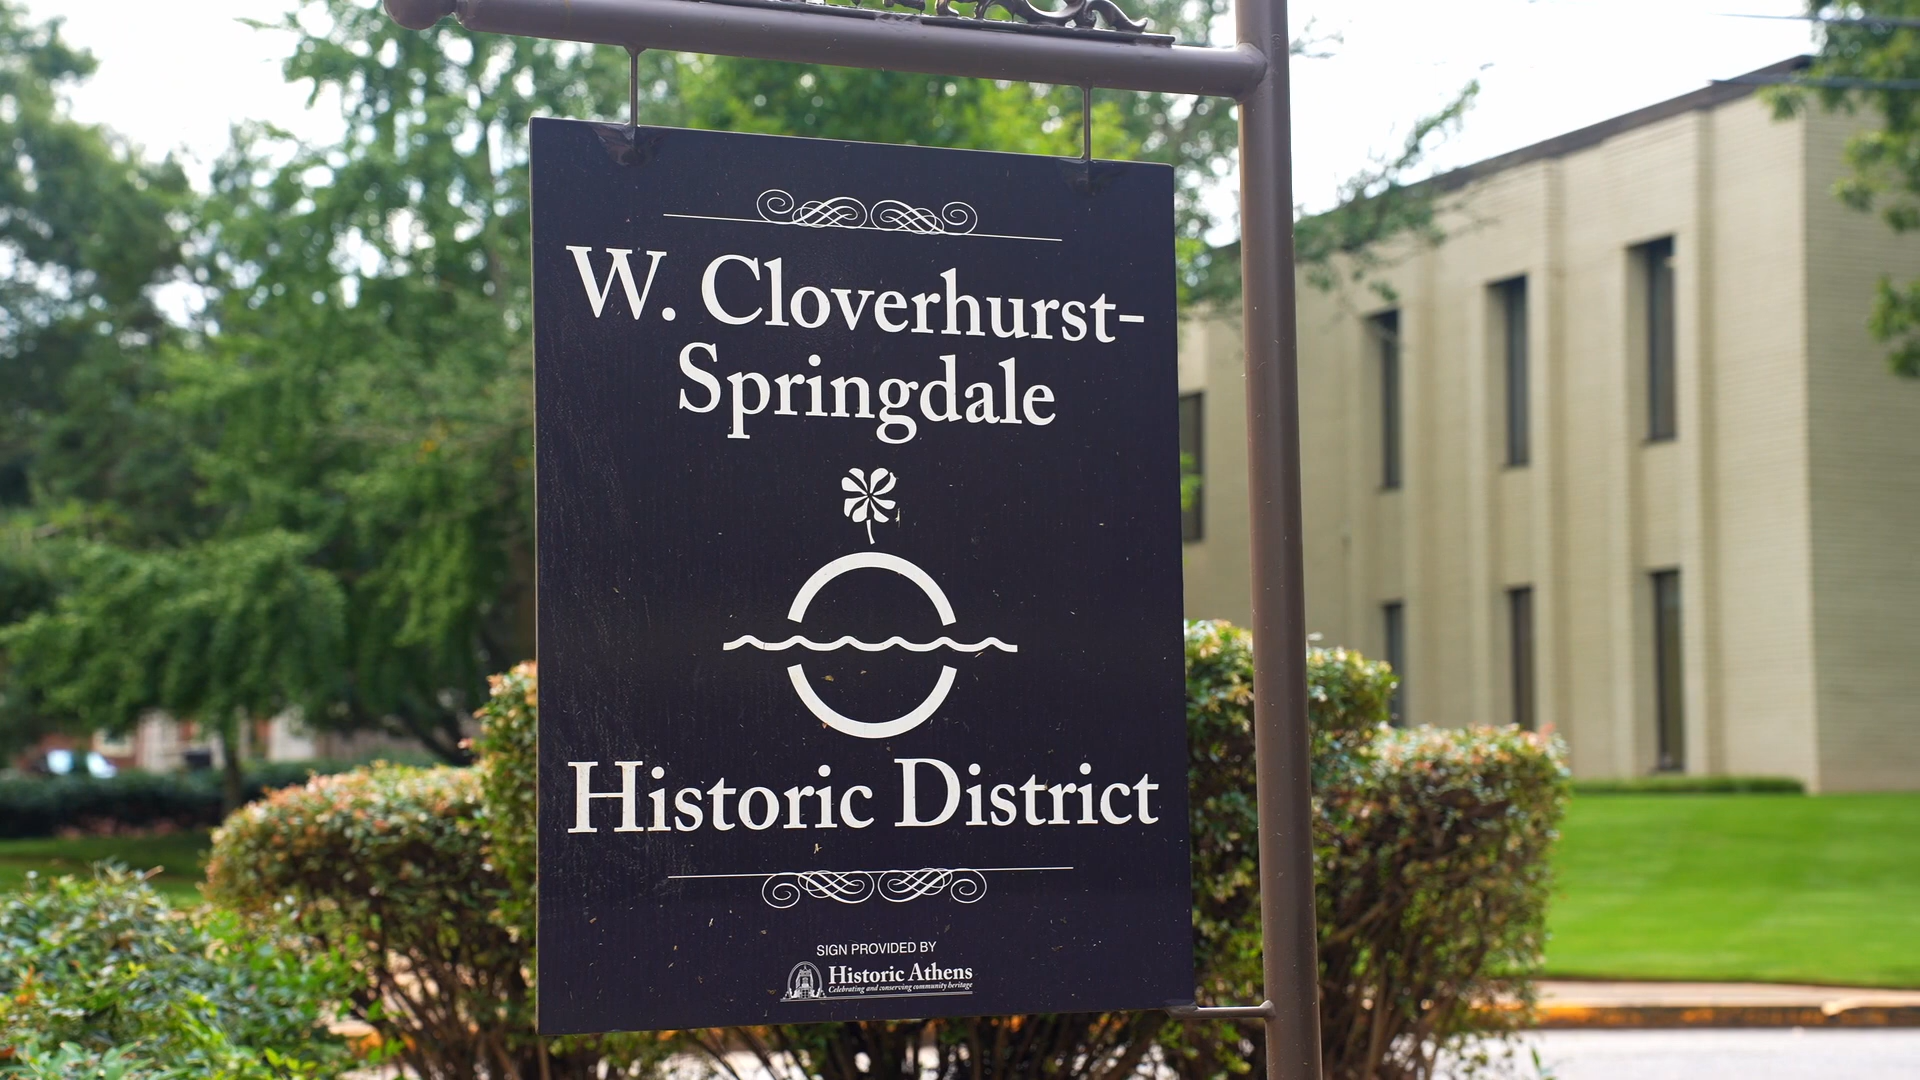 W. Cloverhurst-
Springdale
Historic District
SIGN PROVIDED BY
Historic Athens
Celebrating and conserving community heritage